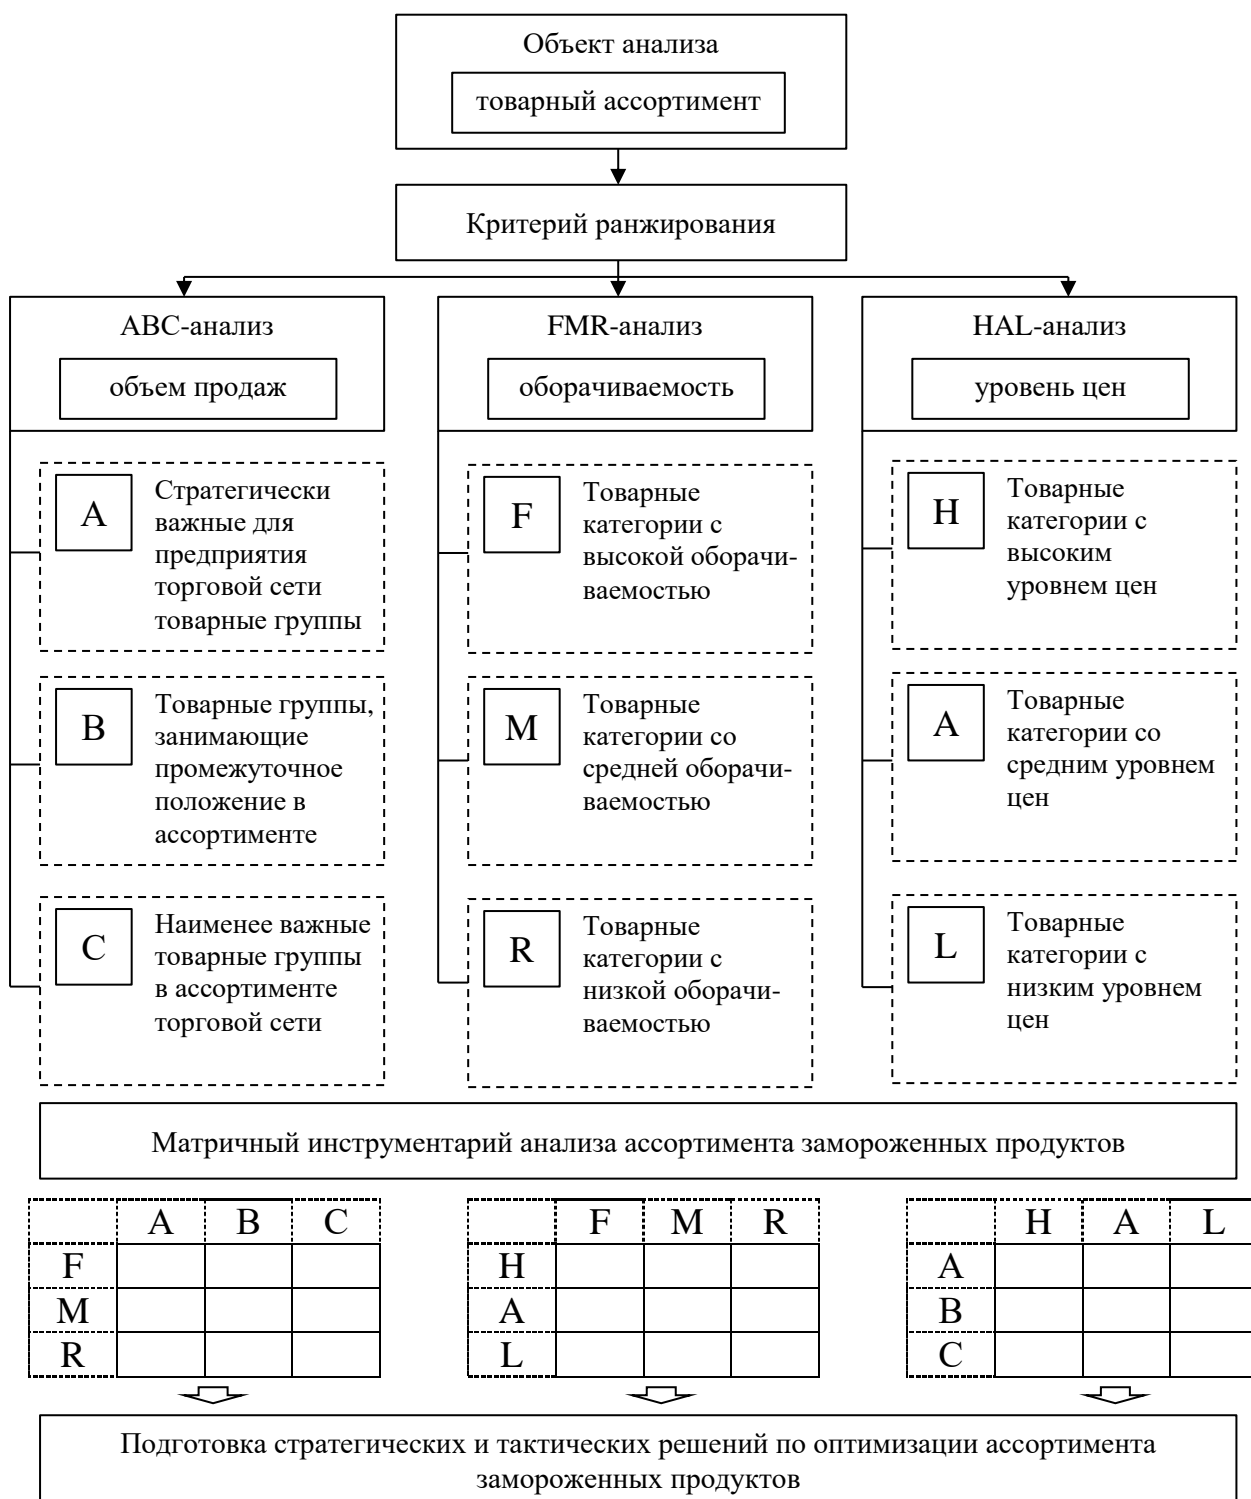 Объект анализа
товарный ассортимент
Критерий ранжирования
ABC-анализ
объем продаж
A
Стратегически
важные для
предприятия
торговой сети
товарные группы
B
Товарные группы,
занимающие
промежуточное
положение в
ассортименте
C
Наименее важные
товарные группы
в ассортименте
торговой сети
FMR-анализ
оборачиваемость
F
Товарные
категории с
высокой оборачи-
ваемостью
M
Товарные
категории со
средней оборачи-
ваемостью
R
Товарные
категории с
низкой оборачи-
ваемостью
HAL-анализ
уровень цен
H
Товарные
категории с
высоким
уровнем цен
A
Товарные
категории со
средним уровнем
цен
L
Товарные
категории с
низким уровнем
цен
Матричный инструментарий анализа ассортимента замороженных продуктов
A B C
F
M
R
F M R
H
A
L
H A L
A
B
C
Подготовка стратегических и тактических решений по оптимизации ассортимента
замороженных продуктов